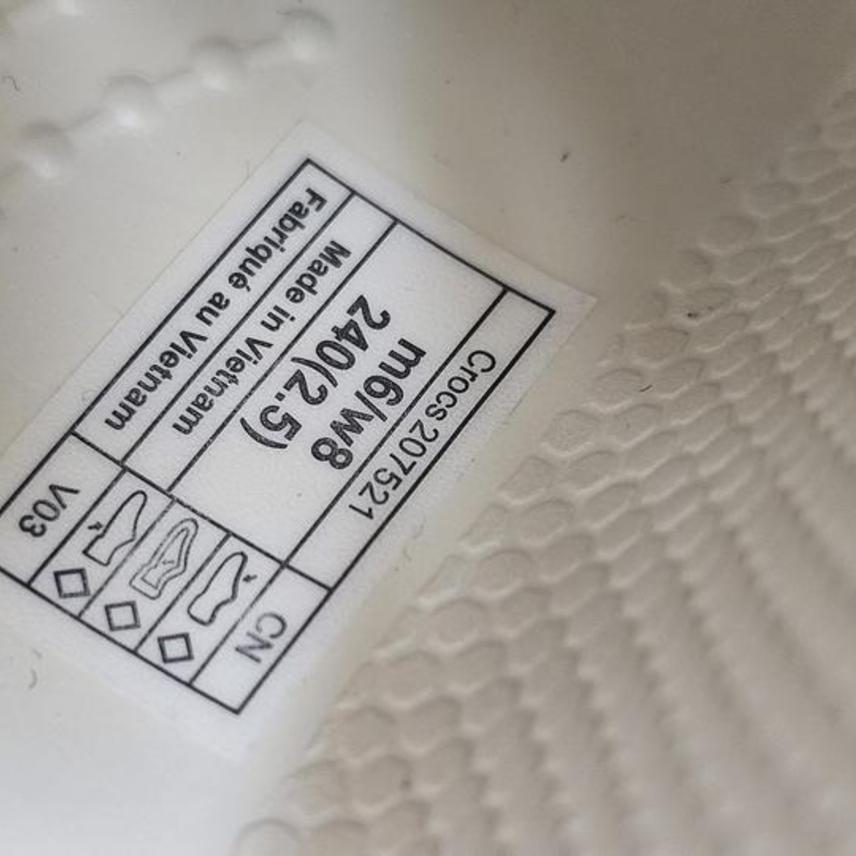 Crocs 207521
CN
m6/w8
240(2.5)
Made in Vietnam
Fabriqué au Vietnam
V03